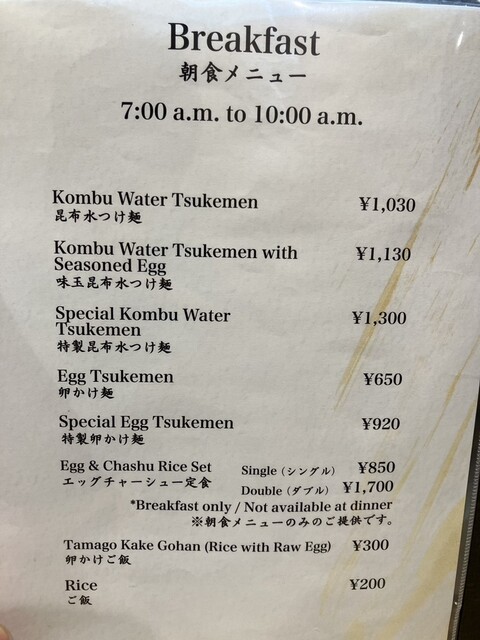 Breakfast
朝食メニュー
7:00 a.m. to 10:00 a.m.
Kombu Water Tsukemen ¥1,030
昆布水つけ麺
Kombu Water Tsukemen with
Seasoned Egg ¥1,130
味玉昆布水つけ麺
Special Kombu Water
Tsukemen ¥1,300
特製昆布水つけ麺
Egg Tsukemen ¥650
卵かけ麺
Special Egg Tsukemen ¥920
特製卵かけ麺
Egg & Chashu Rice Set Single (シングル) ¥850
エッグチャーシュー定食 Double (ダブル) ¥1,700
*Breakfast only / Not available at dinner
※朝食メニューのみのご提供です。
Tamago Kake Gohan (Rice with Raw Egg) ¥300
卵かけご飯
Rice ¥200
ご飯